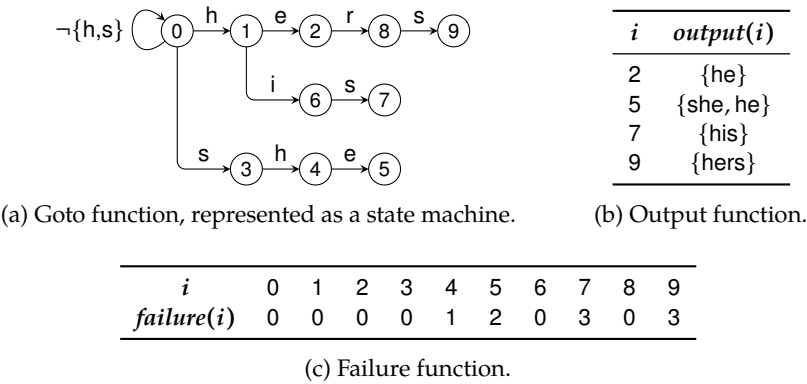 ¬{h,s} 0 h 1 e 2 r 8 s 9
i 6 s 7
s 3 h 4 e 5
(a) Goto function, represented as a state machine.
i output(i)
2 {he}
5 {she, he}
7 {his}
9 {hers}
(b) Output function.
i 0 1 2 3 4 5 6 7 8 9
failure(i) 0 0 0 0 1 2 0 3 0 3
(c) Failure function.